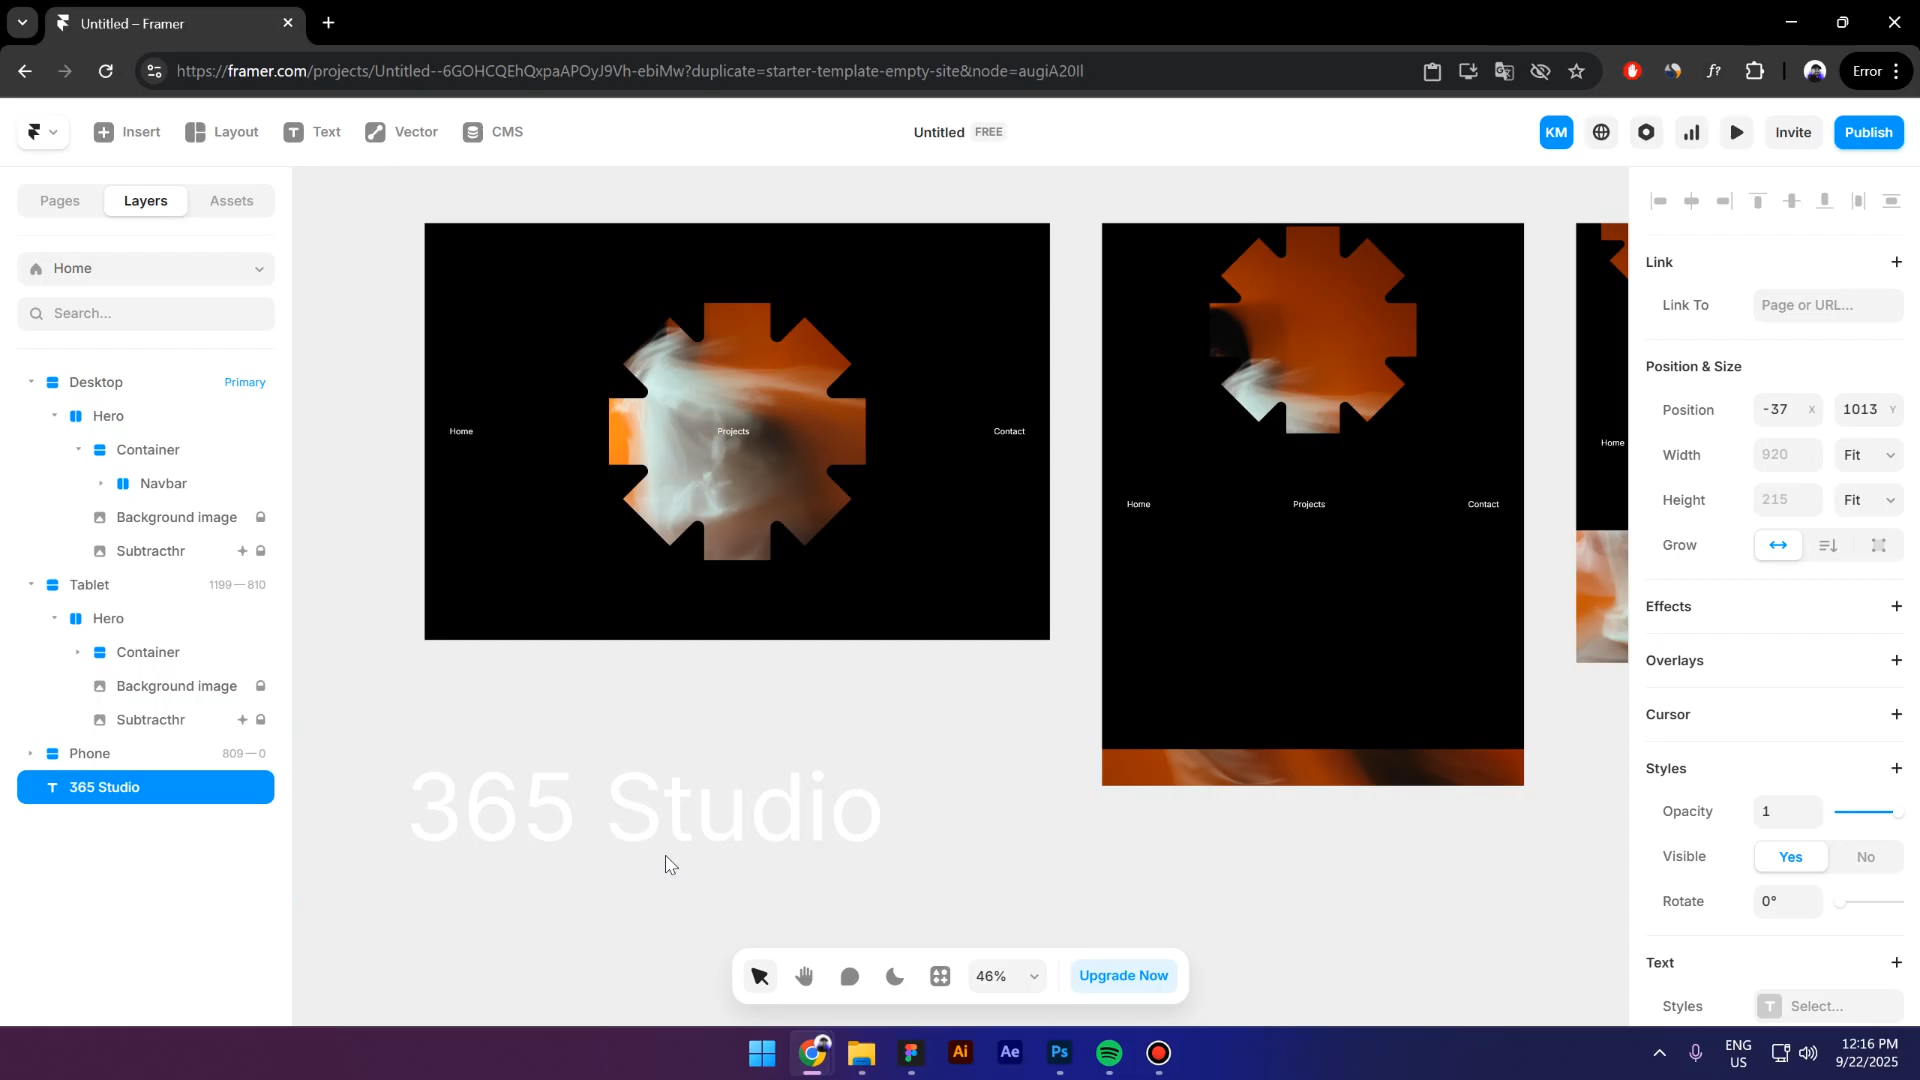 Untitled – Framer
https://framer.com/projects/Untitled--6GOHCQEhQxpaAPOyJ9Vh-ebiMw?duplicate=starter-template-empty-site&node=augiA20Il
Error
Insert
Layout
Text
Vector
CMS
Untitled FREE
KM
Invite
Publish
Pages
Layers
Assets
Home
Search...
Desktop Primary
Hero
Container
Navbar
Background image
Subtracthr
Tablet 1199—810
Hero
Container
Background image
Subtracthr
Phone 809—0
365 Studio
Home
Projects
Contact
Home
Projects
Contact
Home
365 Studio
46%
Upgrade Now
Link
Link To Page or URL...
Position & Size
Position -37 X 1013 Y
Width 920 Fit
Height 215 Fit
Grow
Effects
Overlays
Cursor
Styles
Opacity 1
Visible Yes No
Rotate 0°
Text
Styles Select...
Ai
Ae
Ps
ENG
US
12:16 PM
9/22/2025